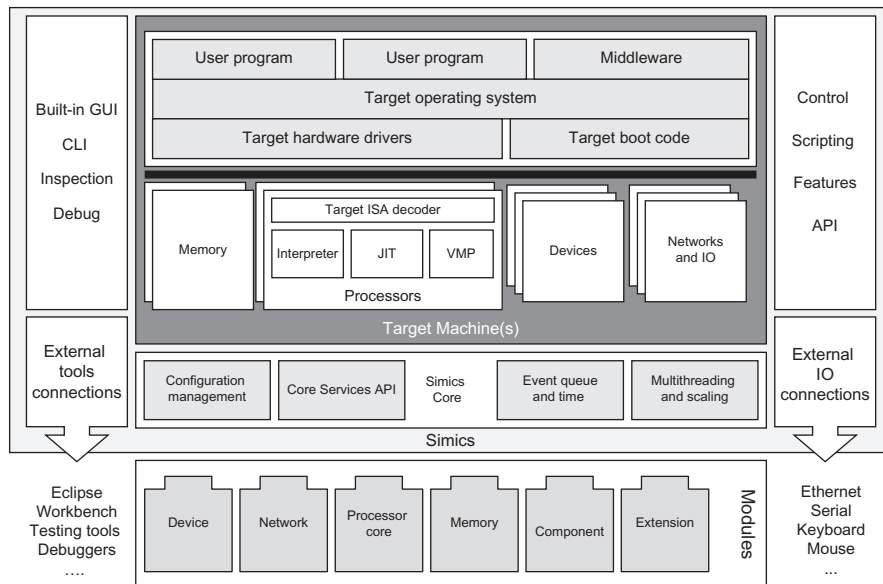 Built-in GUI
CLI
Inspection
Debug
User program
User program
Middleware
Target operating system
Target hardware drivers
Target boot code
Control
Scripting
Features
API
Memory
Target ISA decoder
Interpreter
JIT
VMP
Processors
Devices
Networks
and IO
Target Machine(s)
External
tools
connections
Configuration
management
Core Services API
Simics
Core
Event queue
and time
Multithreading
and scaling
External
IO
connections
Simics
Eclipse
Workbench
Testing tools
Debuggers
....
Device
Network
Processor
core
Memory
Component
Extension
Modules
Ethernet
Serial
Keyboard
Mouse
...